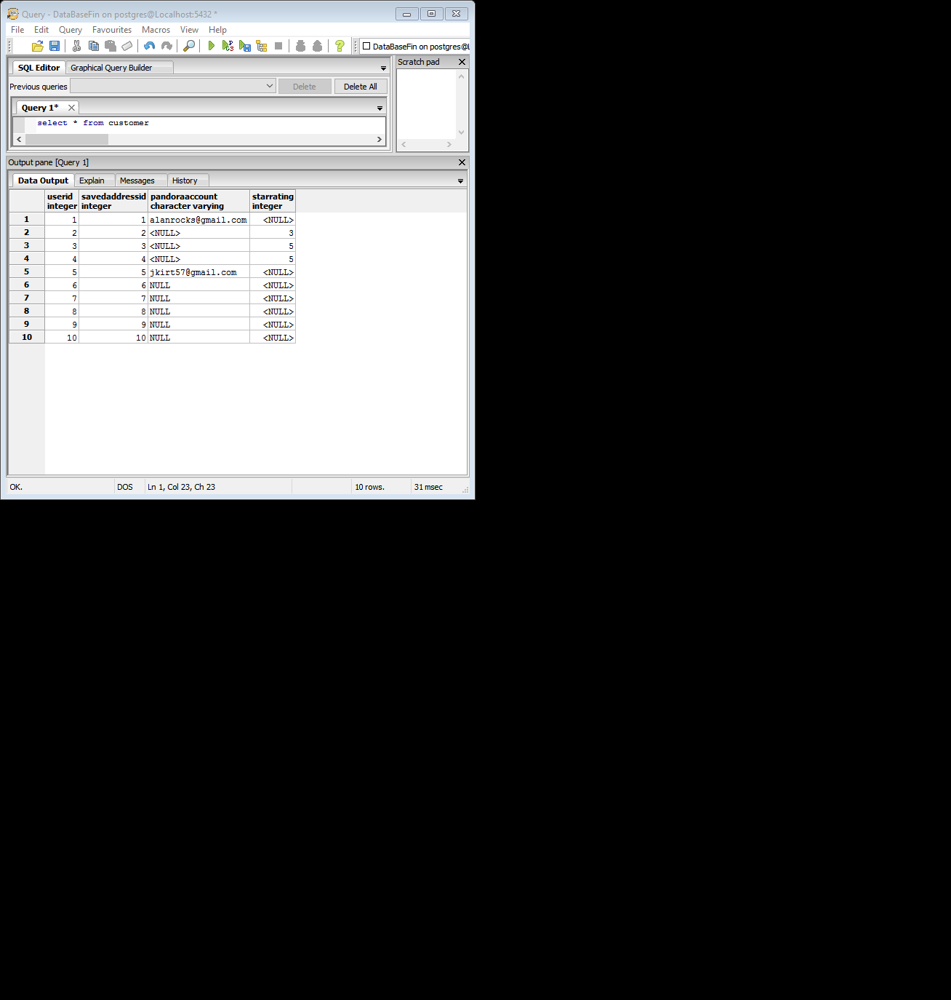 Query - DataBaseFin on postgres@Localhost:5432 *
File Edit Query Favourites Macros View Help
DataBaseFin on postgres@L
SQL Editor Graphical Query Builder
Scratch pad
Previous queries Delete Delete All
Query 1*
select * from customer
Output pane [Query 1]
Data Output Explain Messages History
userid savedaddressid pandoraaccount starrating
integer integer character varying integer
1 1 1 alanrocks@gmail.com <NULL>
2 2 2 <NULL> 3
3 3 3 <NULL> 5
4 4 4 <NULL> 5
5 5 5 jkirt57@gmail.com <NULL>
6 6 6 NULL <NULL>
7 7 7 NULL <NULL>
8 8 8 NULL <NULL>
9 9 9 NULL <NULL>
10 10 10 NULL <NULL>
OK. DOS Ln 1, Col 23, Ch 23 10 rows. 31 msec